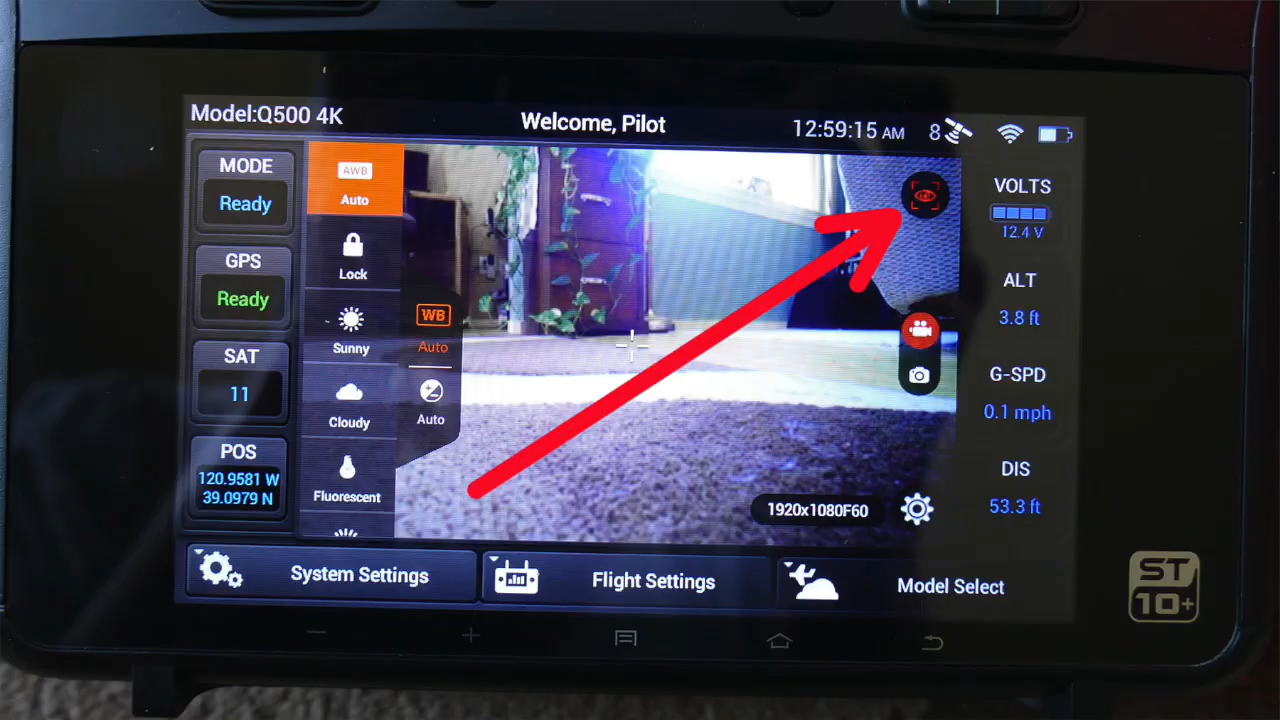 Model:Q500 4K
Welcome, Pilot
12:59:15 AM
8
MODE
Ready
GPS
Ready
SAT
11
POS
120.9581 W
39.0979 N
AWB
Auto
Lock
Sunny
Cloudy
Fluorescent
WB
Auto
Auto
1920x1080F60
VOLTS
12.4 V
ALT
3.8 ft
G-SPD
0.1 mph
DIS
53.3 ft
System Settings
Flight Settings
Model Select
ST
10+